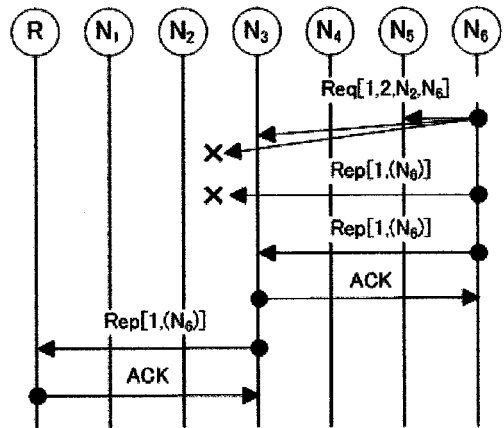 R N₁ N₂ N₃ N₄ N₅ N₆
Req[1,2,N₂,N₆]
Rep[1,(N₆)]
Rep[1,(N₆)]
ACK
Rep[1,(N₆)]
ACK